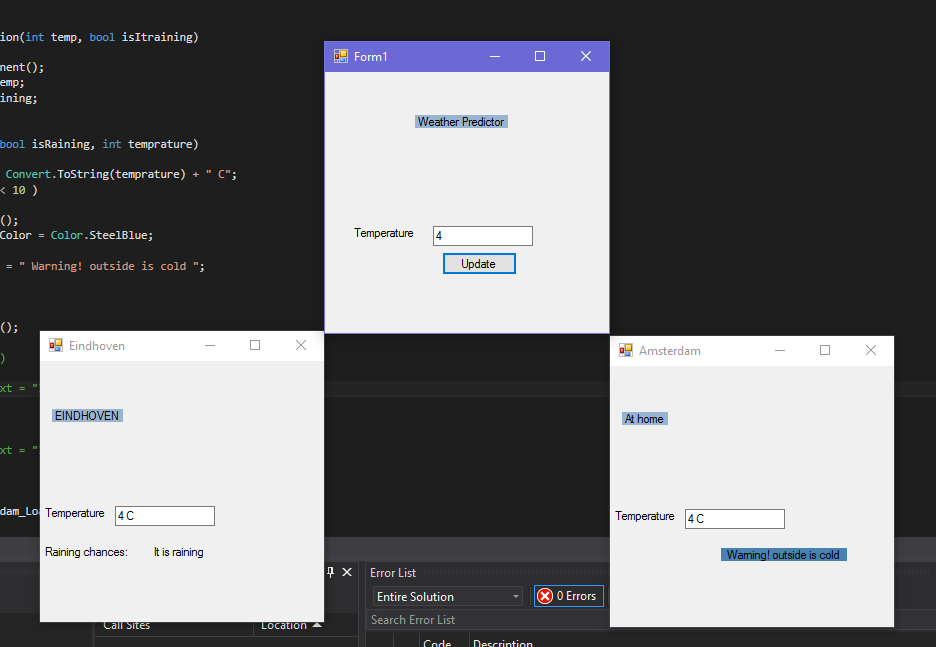 ion(int temp, bool isItraining)
nent();
emp;
ining;
bool isRaining, int temprature)
Convert.ToString(temprature) + " C";
< 10 )
();
Color = Color.SteelBlue;
= " Warning! outside is cold ";
();
)
xt = "
xt = "
dam_Loa
Form1
Weather Predictor
Temperature 4
Update
Eindhoven
EINDHOVEN
Temperature 4 C
Raining chances: It is raining
Amsterdam
At home
Temperature 4 C
Warning! outside is cold
Call Sites Location
Error List
Entire Solution 0 Errors
Search Error List
Code Description